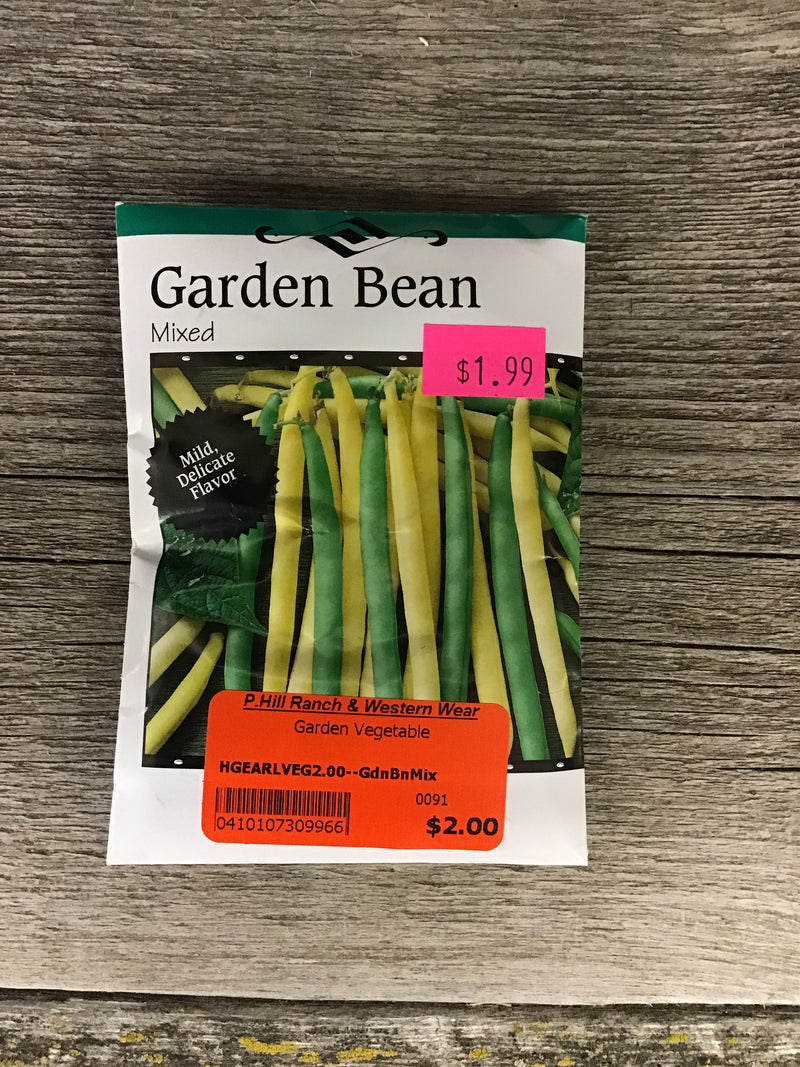 Garden Bean
Mixed
$1.99
Mild,
Delicate
Flavor
P.Hill Ranch & Western Wear
Garden Vegetable
HGEARLVEG2.00--GdnBnMix
0091
0410107309966
$2.00